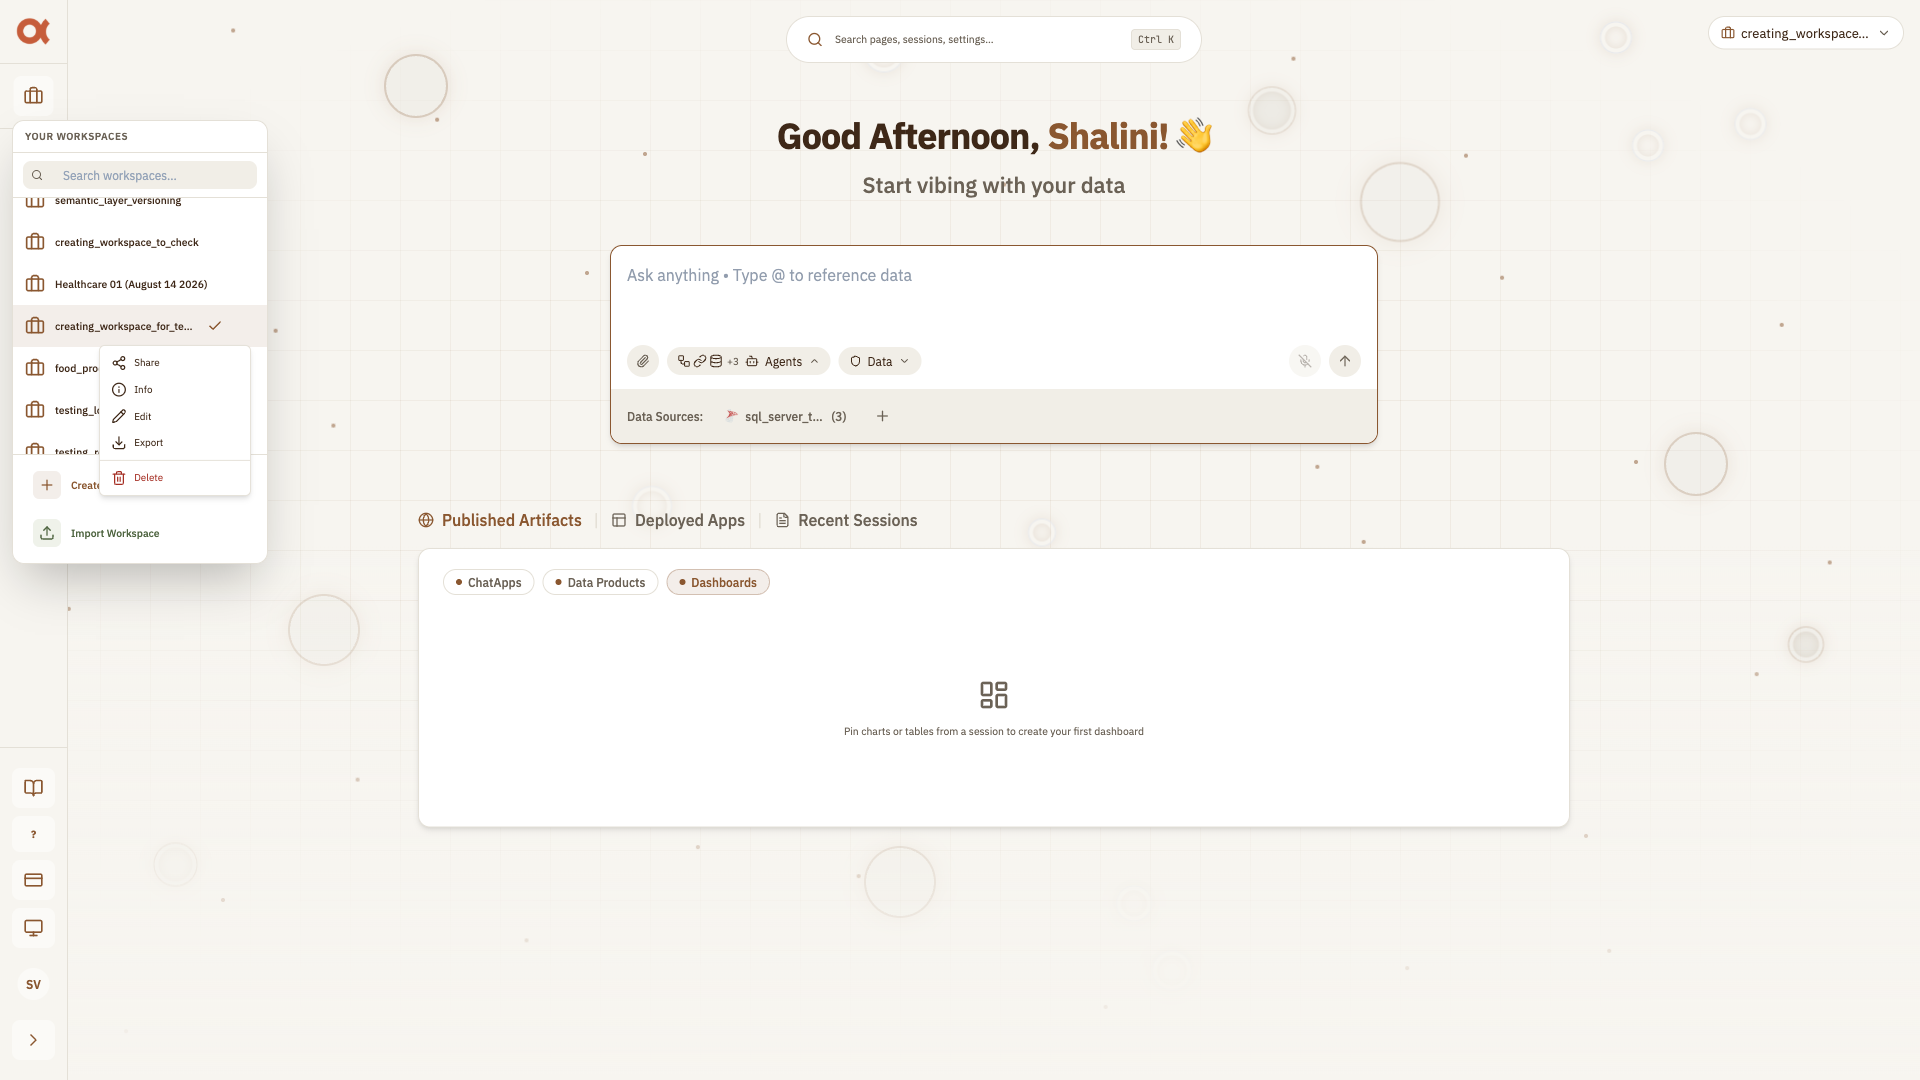 Search pages, sessions, settings...
Ctrl K
creating_workspace...
YOUR WORKSPACES
Search workspaces...
semantic_layer_versioning
creating_workspace_to_check
Healthcare 01 (August 14 2026)
creating_workspace_for_te...
food_pro
testing_lo
testing_r
Share
Info
Edit
Export
Delete
Create
Import Workspace
Good Afternoon, Shalini! 👋
Start vibing with your data
Ask anything • Type @ to reference data
+3 Agents
Data
Data Sources:
sql_server_t... (3)
Published Artifacts
Deployed Apps
Recent Sessions
ChatApps
Data Products
Dashboards
Pin charts or tables from a session to create your first dashboard
?
SV